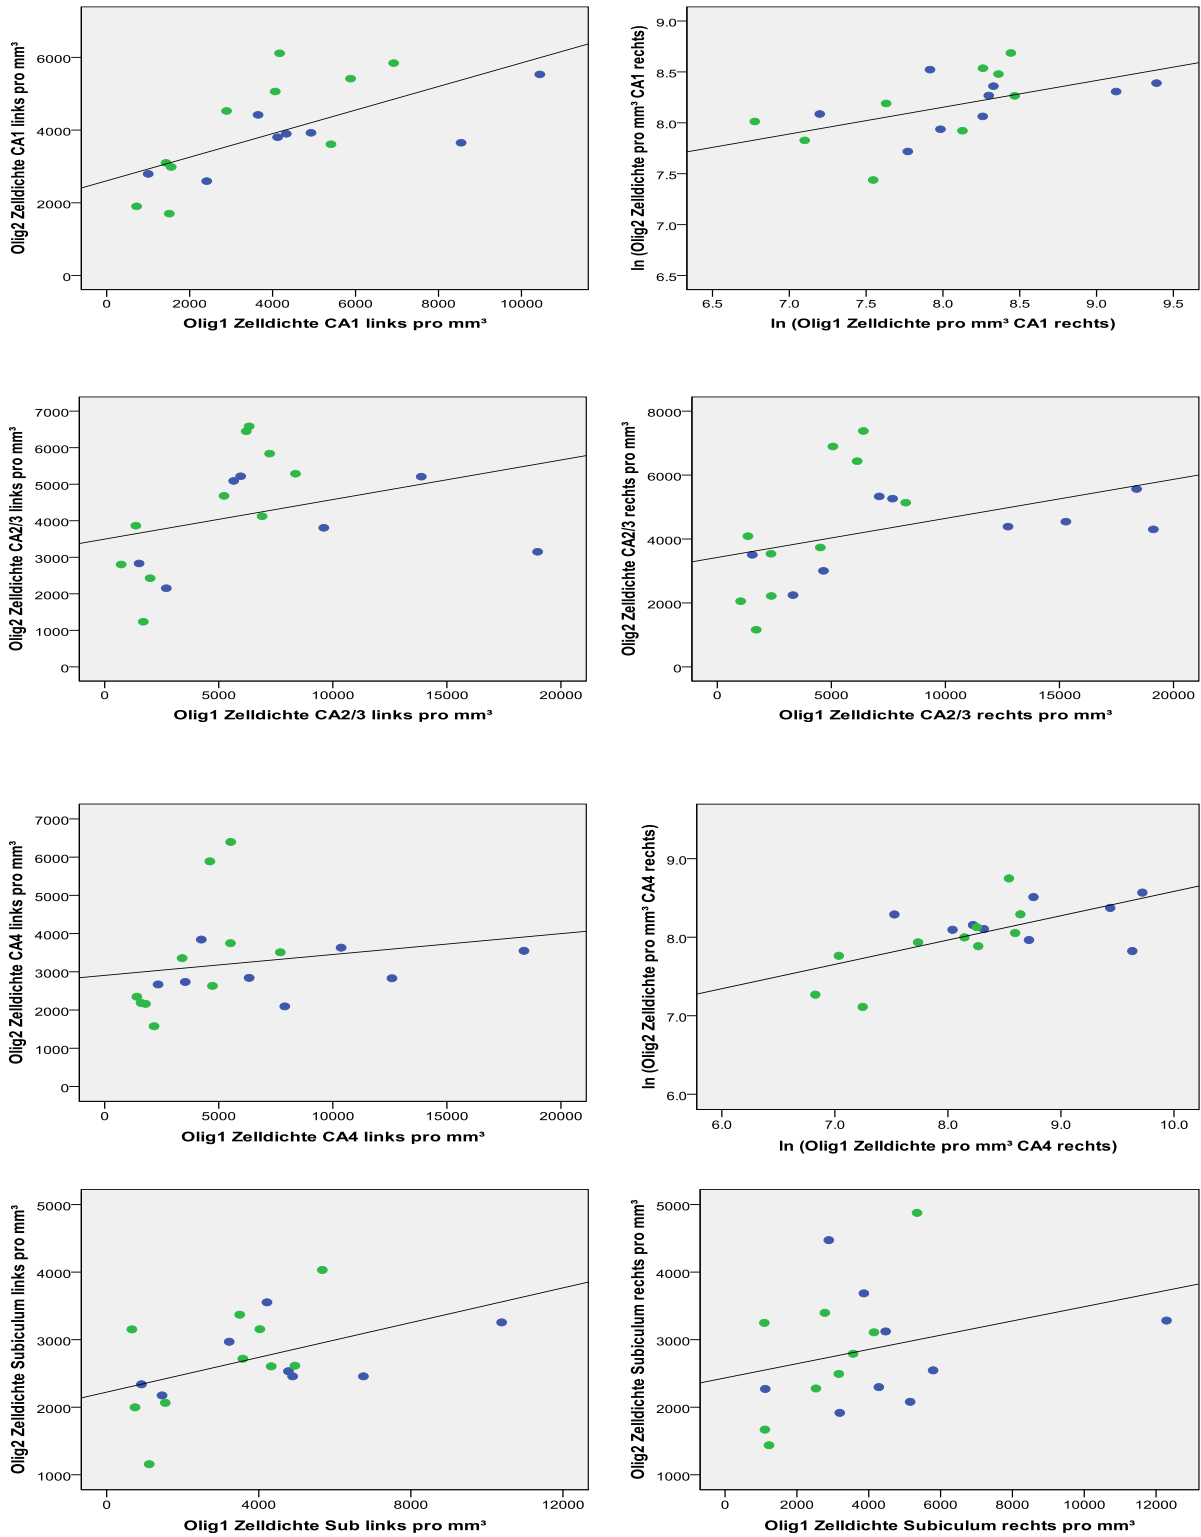 Olig2 Zelldichte CA1 links pro mm³
6000
4000
2000
0
0 2000 4000 6000 8000 10000
Olig1 Zelldichte CA1 links pro mm³
ln (Olig2 Zelldichte pro mm³ CA1 rechts)
9.0
8.5
8.0
7.5
7.0
6.5
6.5 7.0 7.5 8.0 8.5 9.0 9.5
ln (Olig1 Zelldichte pro mm³ CA1 rechts)
Olig2 Zelldichte CA2/3 links pro mm³
7000
6000
5000
4000
3000
2000
1000
0
0 5000 10000 15000 20000
Olig1 Zelldichte CA2/3 links pro mm³
Olig2 Zelldichte CA2/3 rechts pro mm³
8000
6000
4000
2000
0
0 5000 10000 15000 20000
Olig1 Zelldichte CA2/3 rechts pro mm³
Olig2 Zelldichte CA4 links pro mm³
7000
6000
5000
4000
3000
2000
1000
0
0 5000 10000 15000 20000
Olig1 Zelldichte CA4 links pro mm³
ln (Olig2 Zelldichte pro mm³ CA4 rechts)
9.0
8.0
7.0
6.0
6.0 7.0 8.0 9.0 10.0
ln (Olig1 Zelldichte pro mm³ CA4 rechts)
Olig2 Zelldichte Subiculum links pro mm³
5000
4000
3000
2000
1000
0 4000 8000 12000
Olig1 Zelldichte Sub links pro mm³
Olig2 Zelldichte Subiculum rechts pro mm³
5000
4000
3000
2000
1000
0 2000 4000 6000 8000 10000 12000
Olig1 Zelldichte Subiculum rechts pro mm³